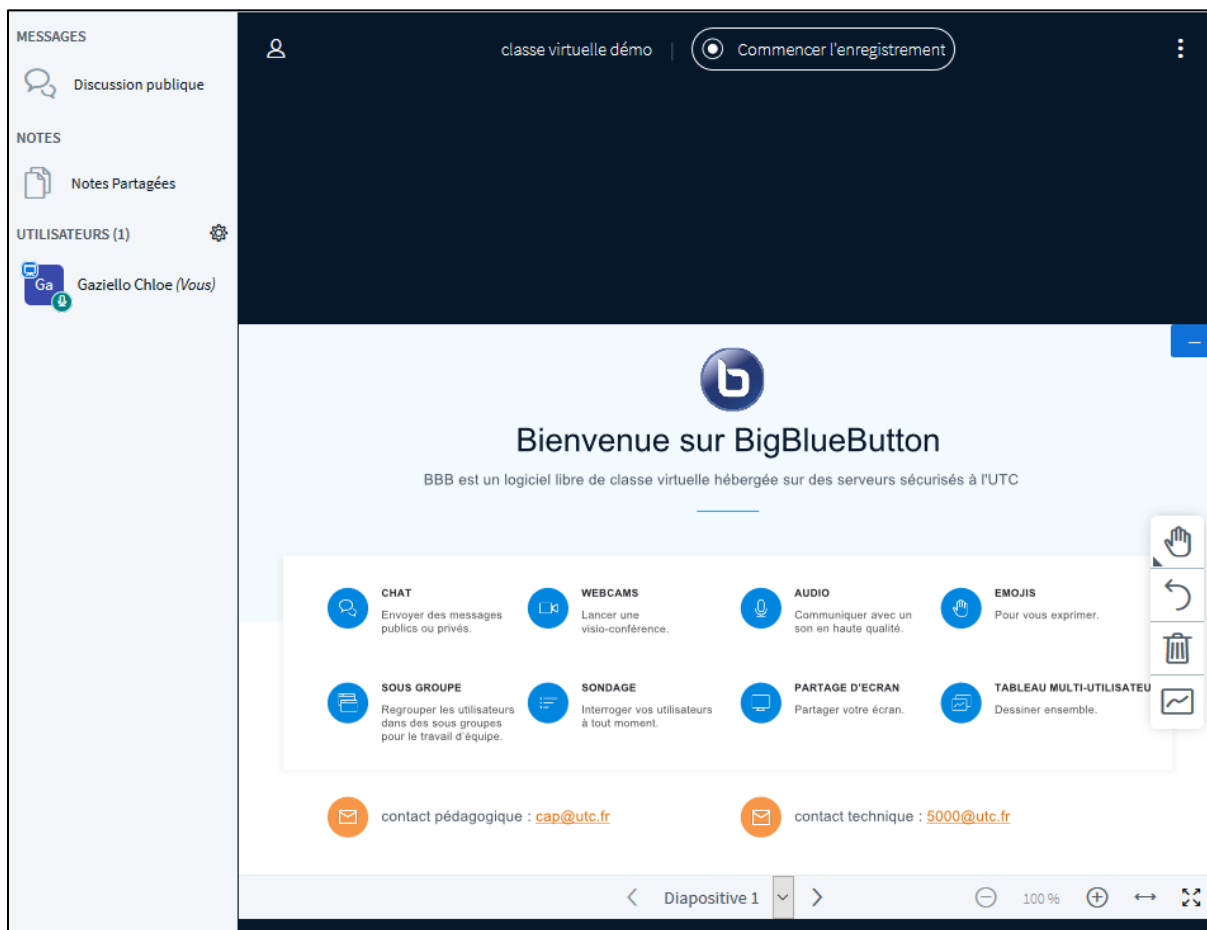 MESSAGES
Discussion publique
NOTES
Notes Partagées
UTILISATEURS (1)
Ga
Gaziello Chloe (Vous)
classe virtuelle démo
Commencer l'enregistrement
Bienvenue sur BigBlueButton
BBB est un logiciel libre de classe virtuelle hébergée sur des serveurs sécurisés à l'UTC
CHAT
Envoyer des messages
publics ou privés.
WEBCAMS
Lancer une
visio-conférence.
AUDIO
Communiquer avec un
son en haute qualité.
EMOJIS
Pour vous exprimer.
SOUS GROUPE
Regrouper les utilisateurs
dans des sous groupes
pour le travail d'équipe.
SONDAGE
Interroger vos utilisateurs
à tout moment.
PARTAGE D'ECRAN
Partager votre écran.
TABLEAU MULTI-UTILISATEU
Dessiner ensemble.
contact pédagogique : cap@utc.fr
contact technique : 5000@utc.fr
Diapositive 1
100 %